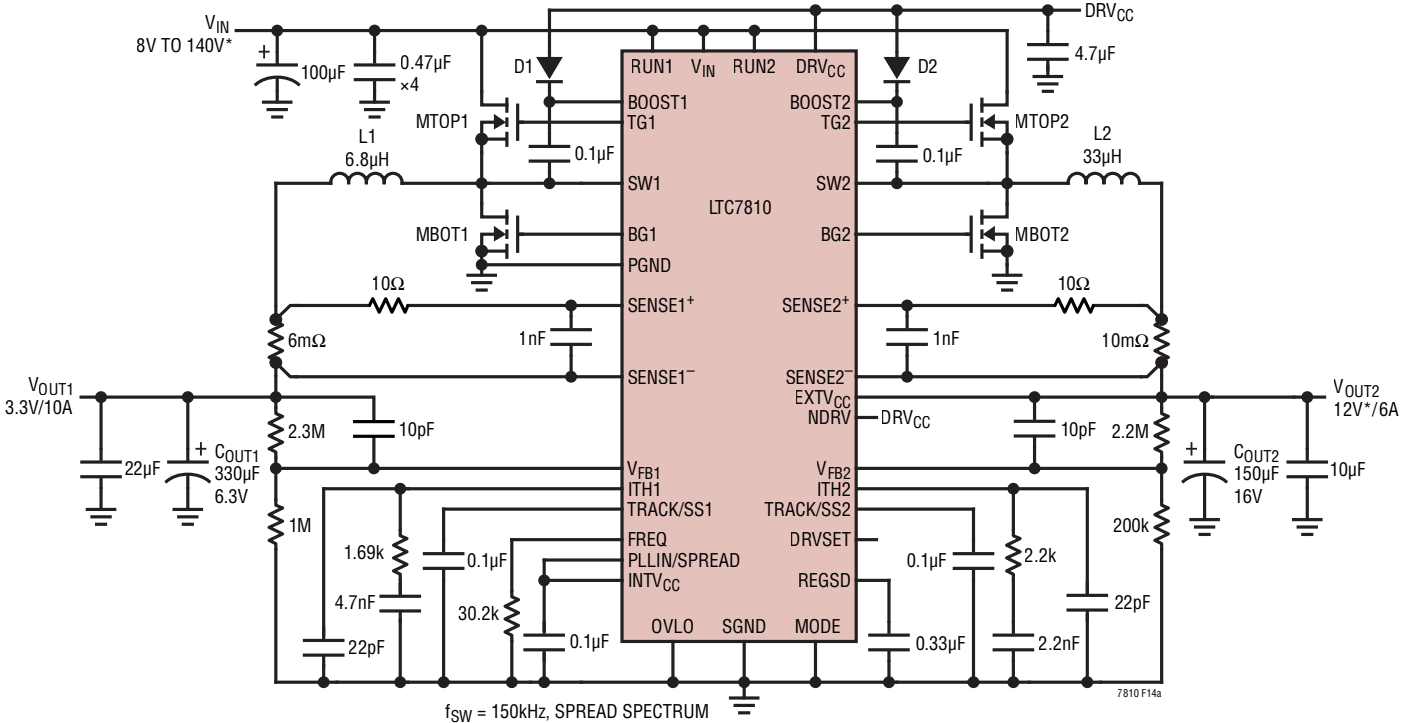 DRVCC
VIN
8V TO 140V*
+
100µF
0.47µF
×4
D1
RUN1
VIN
RUN2
DRVCC
D2
4.7µF
BOOST1
BOOST2
MTOP1
TG1
TG2
MTOP2
L1
6.8µH
0.1µF
0.1µF
L2
33µH
SW1
SW2
LTC7810
MBOT1
BG1
BG2
MBOT2
PGND
10Ω
SENSE1+
SENSE2+
10Ω
6mΩ
1nF
1nF
10mΩ
SENSE1–
SENSE2–
VOUT1
3.3V/10A
EXTVCC
VOUT2
12V*/6A
NDRV
DRVCC
2.3M
10pF
10pF
2.2M
22µF
+
COUT1
330µF
6.3V
+
COUT2
150µF
16V
10µF
VFB1
VFB2
ITH1
ITH2
TRACK/SS1
TRACK/SS2
1M
200k
FREQ
DRVSET
1.69k
0.1µF
PLLIN/SPREAD
0.1µF
2.2k
INTVCC
REGSD
4.7nF
30.2k
22pF
22pF
0.1µF
OVLO
SGND
MODE
0.33µF
2.2nF
7810 F14a
fSW = 150kHz, SPREAD SPECTRUM